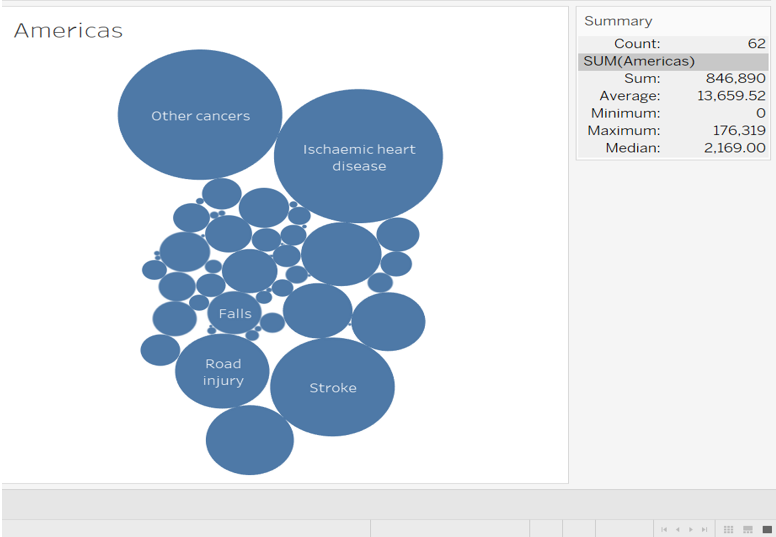 Americas
Other cancers
Ischaemic heart
disease
Falls
Road
injury
Stroke
Summary
Count: 62
SUM(Americas)
Sum: 846,890
Average: 13,659.52
Minimum: 0
Maximum: 176,319
Median: 2,169.00